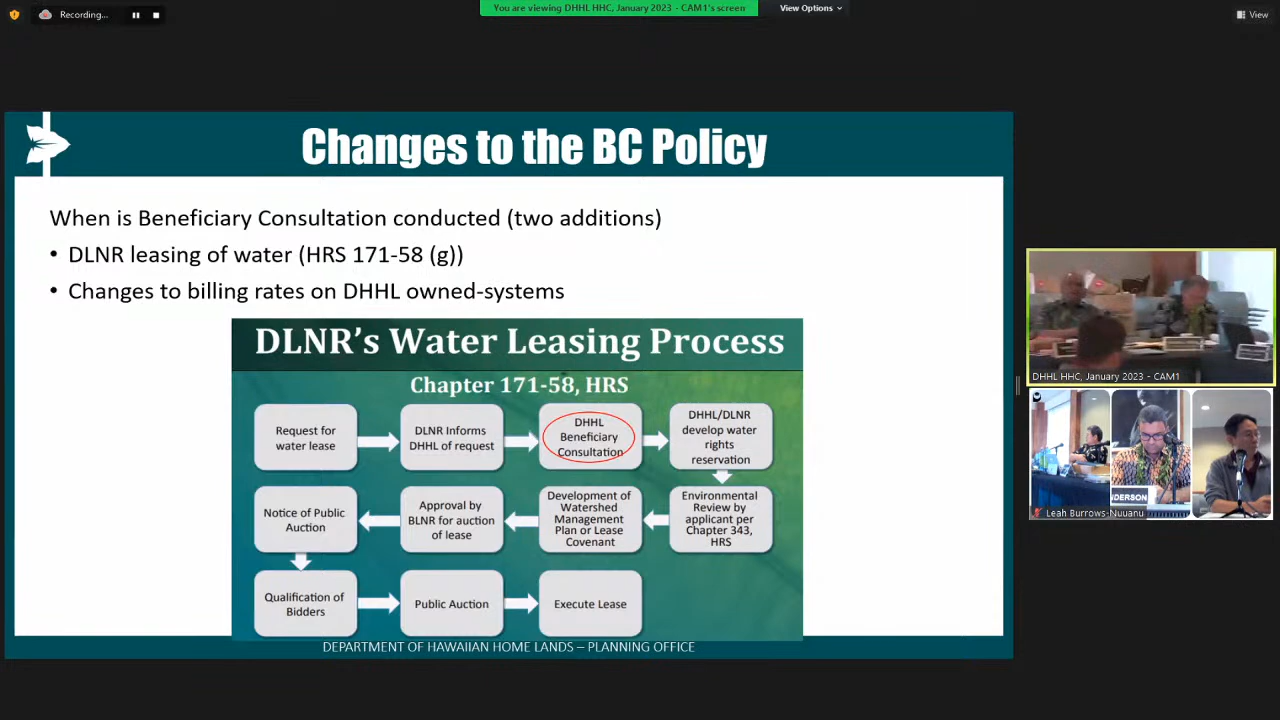 Recording...
You are viewing DHHL HHC, January 2023 - CAM1's screen
View Options
View
Changes to the BC Policy
When is Beneficiary Consultation conducted (two additions)
• DLNR leasing of water (HRS 171-58 (g))
• Changes to billing rates on DHHL owned-systems
DLNR's Water Leasing Process
Chapter 171-58, HRS
Request for
water lease
DLNR Informs
DHHL of request
DHHL
Beneficiary
Consultation
DHHL/DLNR
develop water
rights
reservation
Environmental
Review by
applicant per
Chapter 343,
HRS
Development of
Watershed
Management
Plan or Lease
Covenant
Approval by
BLNR for auction
of lease
Notice of Public
Auction
Qualification of
Bidders
Public Auction
Execute Lease
DEPARTMENT OF HAWAIIAN HOME LANDS – PLANNING OFFICE
DHHL HHC, January 2023 - CAM1
NDERSON
Leah Burrows-Nuuanu